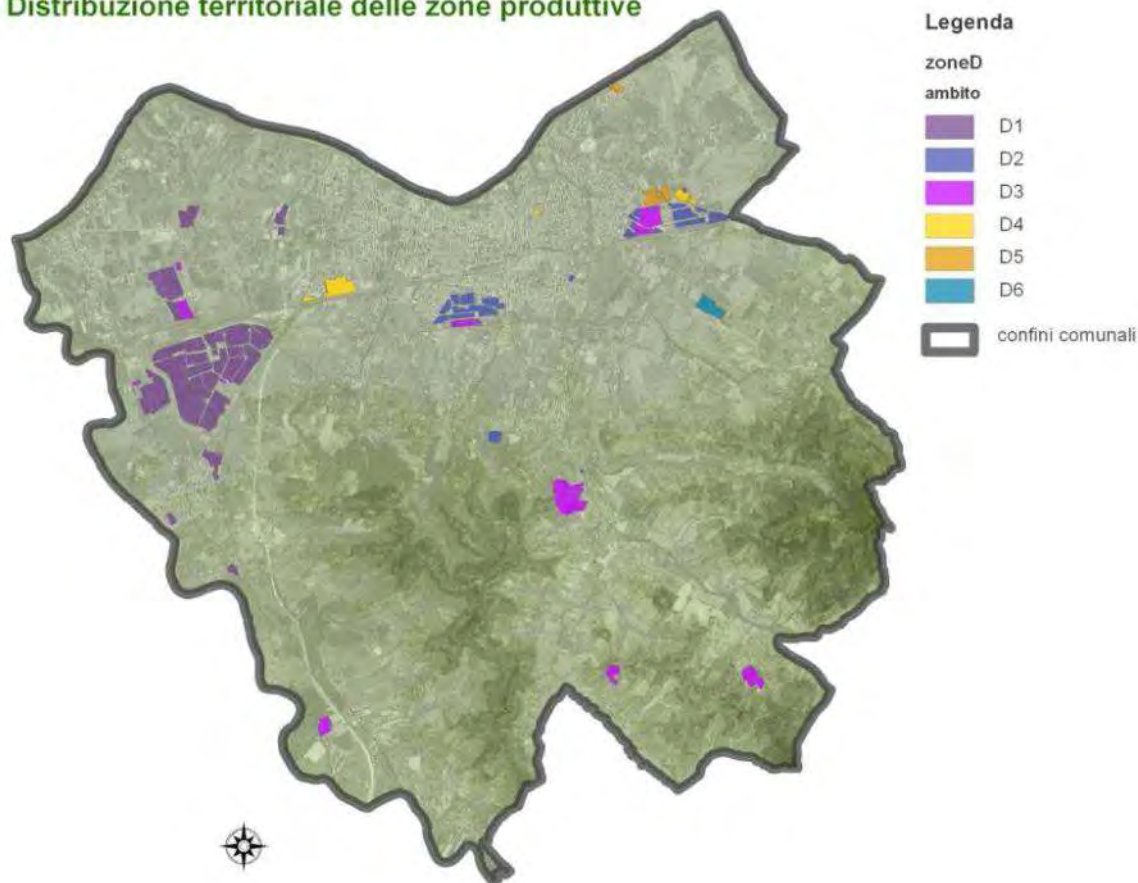 Distribuzione territoriale delle zone produttive
Legenda
zoneD
ambito
D1
D2
D3
D4
D5
D6
confini comunali